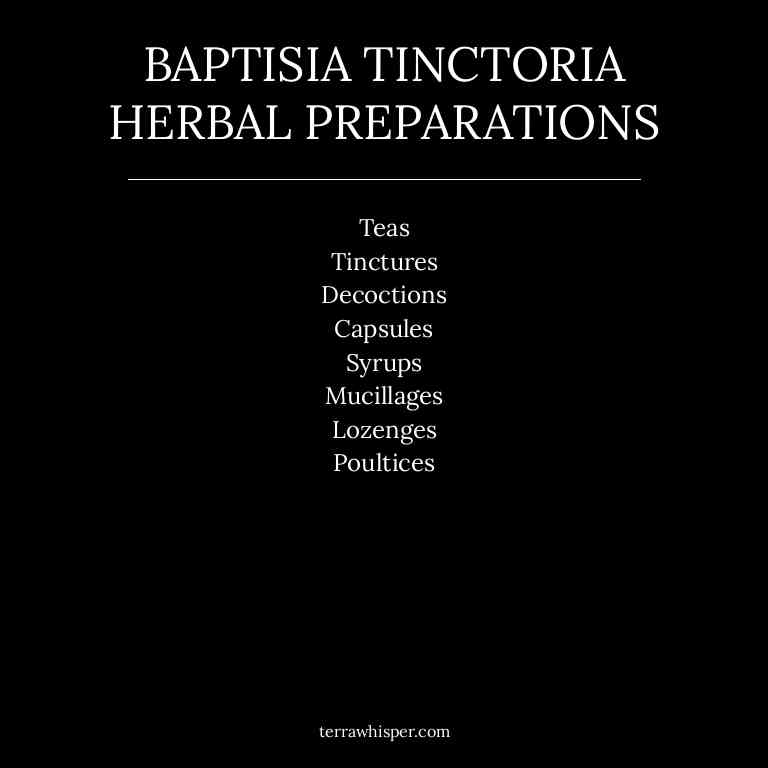 BAPTISIA TINCTORIA
HERBAL PREPARATIONS
Teas
Tinctures
Decoctions
Capsules
Syrups
Mucillages
Lozenges
Poultices
terrawhisper.com